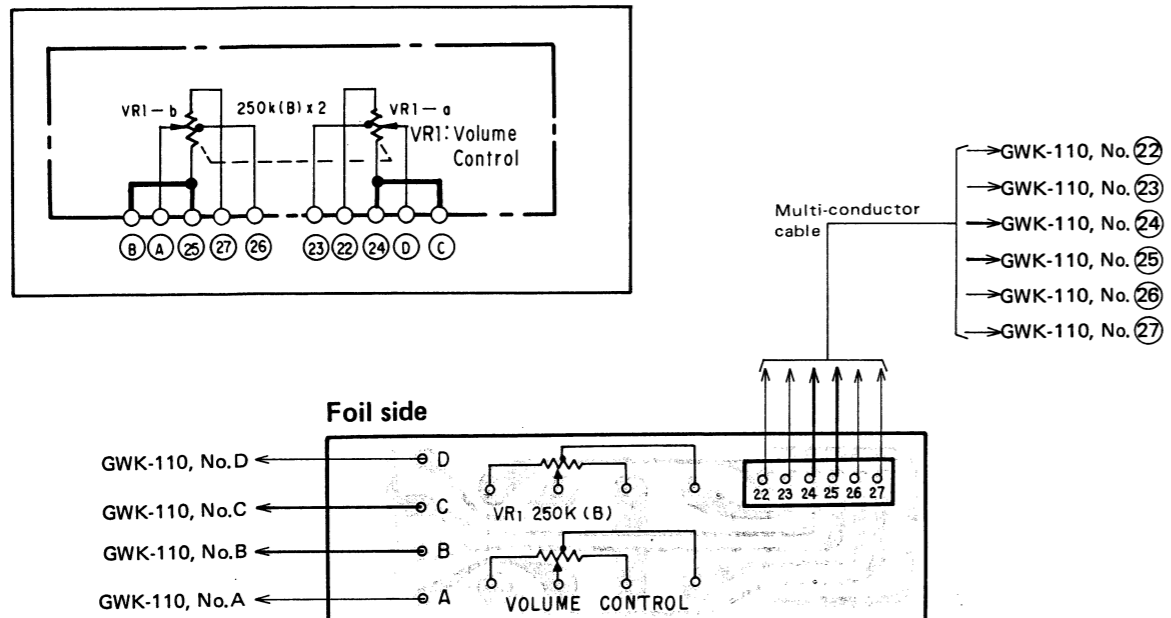 VR1—b 250k(B)x2 VR1—a
VR1:Volume
Control
B A 25 27 26 23 22 24 D C
Multi-conductor
cable
GWK-110, No. 22
GWK-110, No. 23
GWK-110, No. 24
GWK-110, No. 25
GWK-110, No. 26
GWK-110, No. 27
Foil side
GWK-110, No.D D
GWK-110, No.C C
GWK-110, No.B B
GWK-110, No.A A
VR1 250K (B)
VOLUME CONTROL
22 23 24 25 26 27